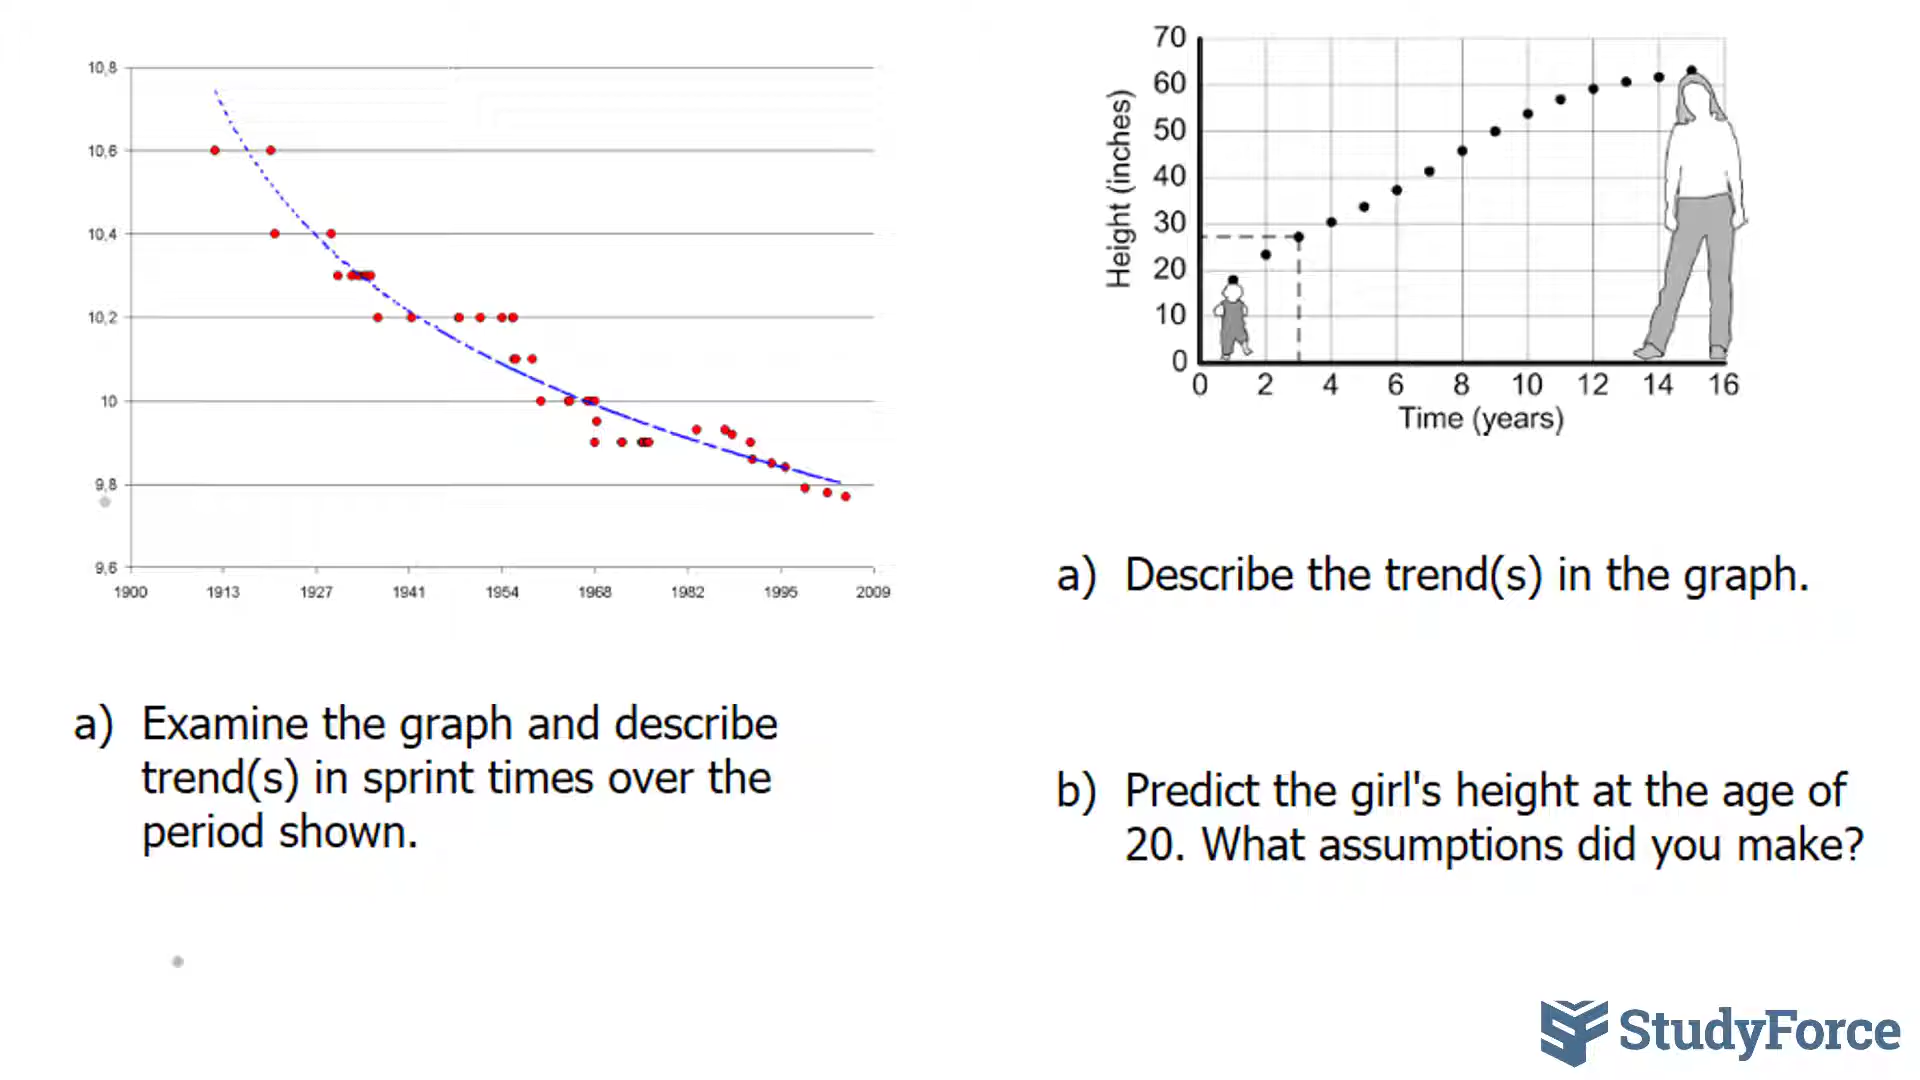 10,8
10,6
10,4
10,2
10
9,8
9,6
1900 1913 1927 1941 1954 1968 1982 1995 2009
a) Examine the graph and describe
trend(s) in sprint times over the
period shown.
70
60
50
40
30
20
10
0
Height (inches)
0 2 4 6 8 10 12 14 16
Time (years)
a) Describe the trend(s) in the graph.
b) Predict the girl's height at the age of
20. What assumptions did you make?
StudyForce